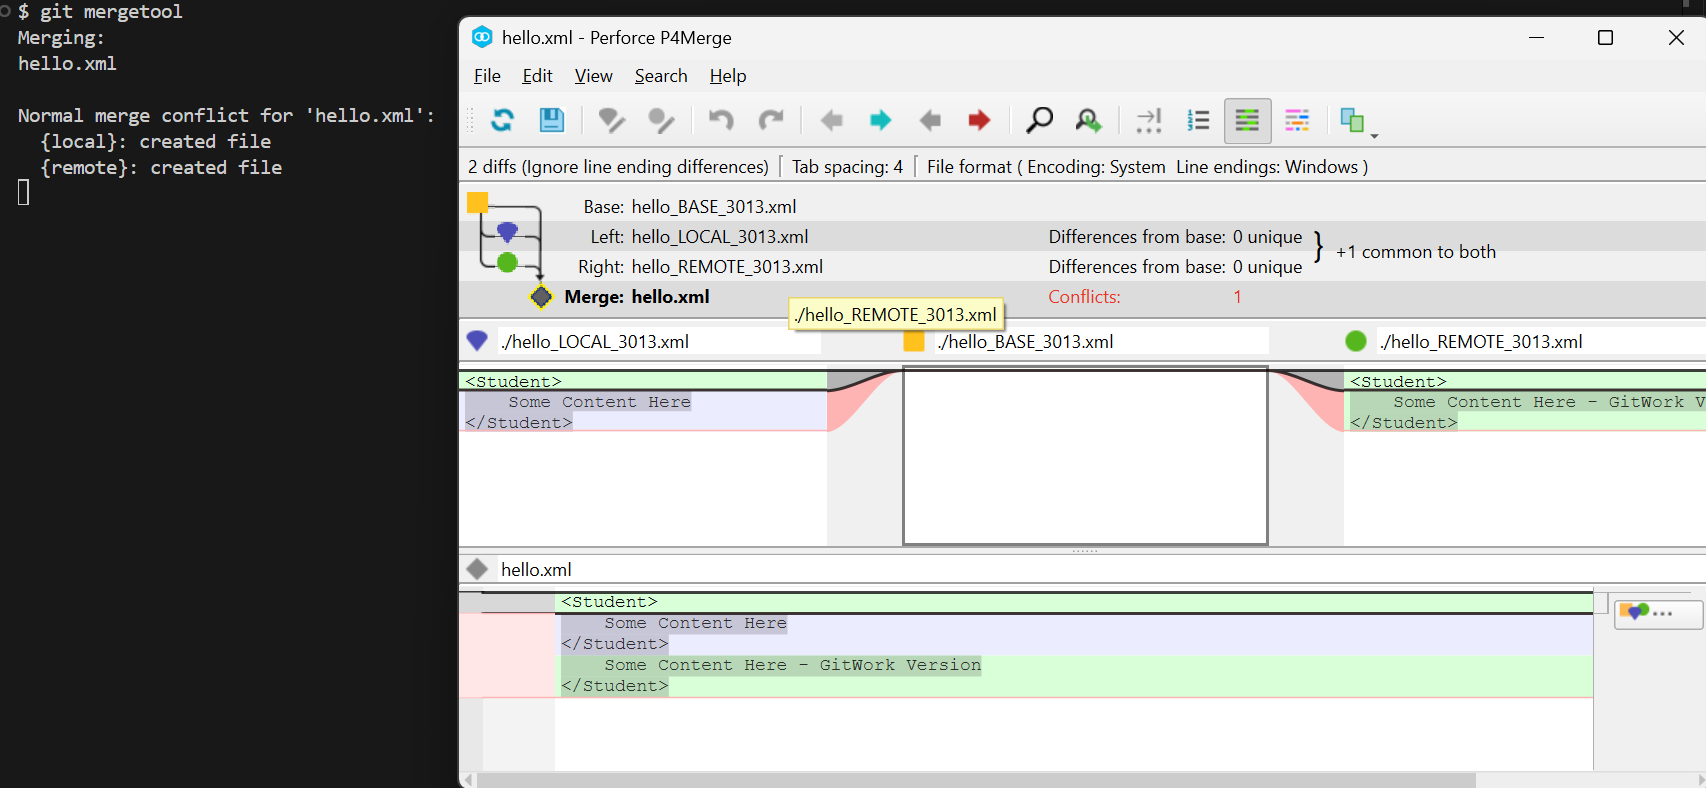 $ git mergetool
Merging:
hello.xml
Normal merge conflict for 'hello.xml':
{local}: created file
{remote}: created file
hello.xml - Perforce P4Merge
File Edit View Search Help
2 diffs (Ignore line ending differences) Tab spacing: 4 File format ( Encoding: System Line endings: Windows )
Base: hello_BASE_3013.xml
Left: hello_LOCAL_3013.xml Differences from base: 0 unique
+1 common to both
Right: hello_REMOTE_3013.xml Differences from base: 0 unique
Merge: hello.xml Conflicts: 1
./hello_REMOTE_3013.xml
./hello_LOCAL_3013.xml ./hello_BASE_3013.xml ./hello_REMOTE_3013.xml
<Student>
    Some Content Here
</Student>
<Student>
    Some Content Here - GitWork V
</Student>
hello.xml
<Student>
    Some Content Here
</Student>
    Some Content Here - GitWork Version
</Student>